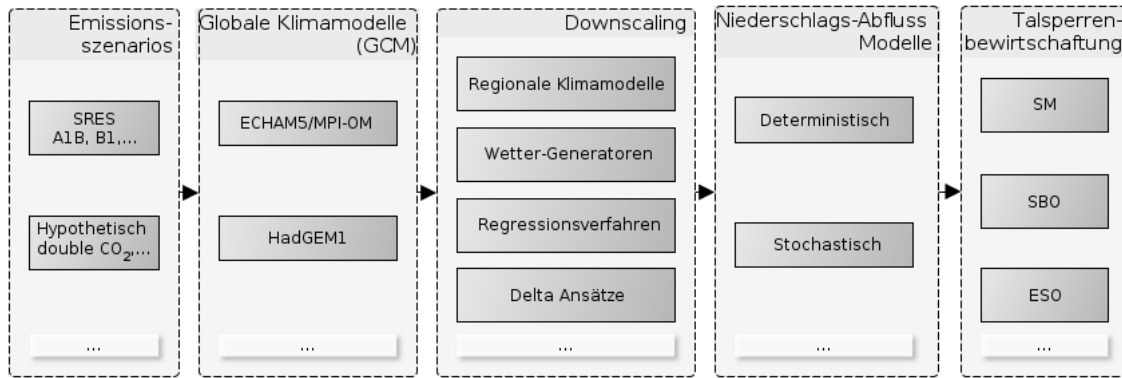 Emissions-
szenarios
SRES
A1B, B1,...
Hypothetisch
double CO₂,...
...
Globale Klimamodelle
(GCM)
ECHAM5/MPI-OM
HadGEM1
...
Downscaling
Regionale Klimamodelle
Wetter-Generatoren
Regressionsverfahren
Delta Ansätze
...
Niederschlags-Abfluss
Modelle
Deterministisch
Stochastisch
...
Talsperren-
bewirtschaftung
SM
SBO
ESO
...